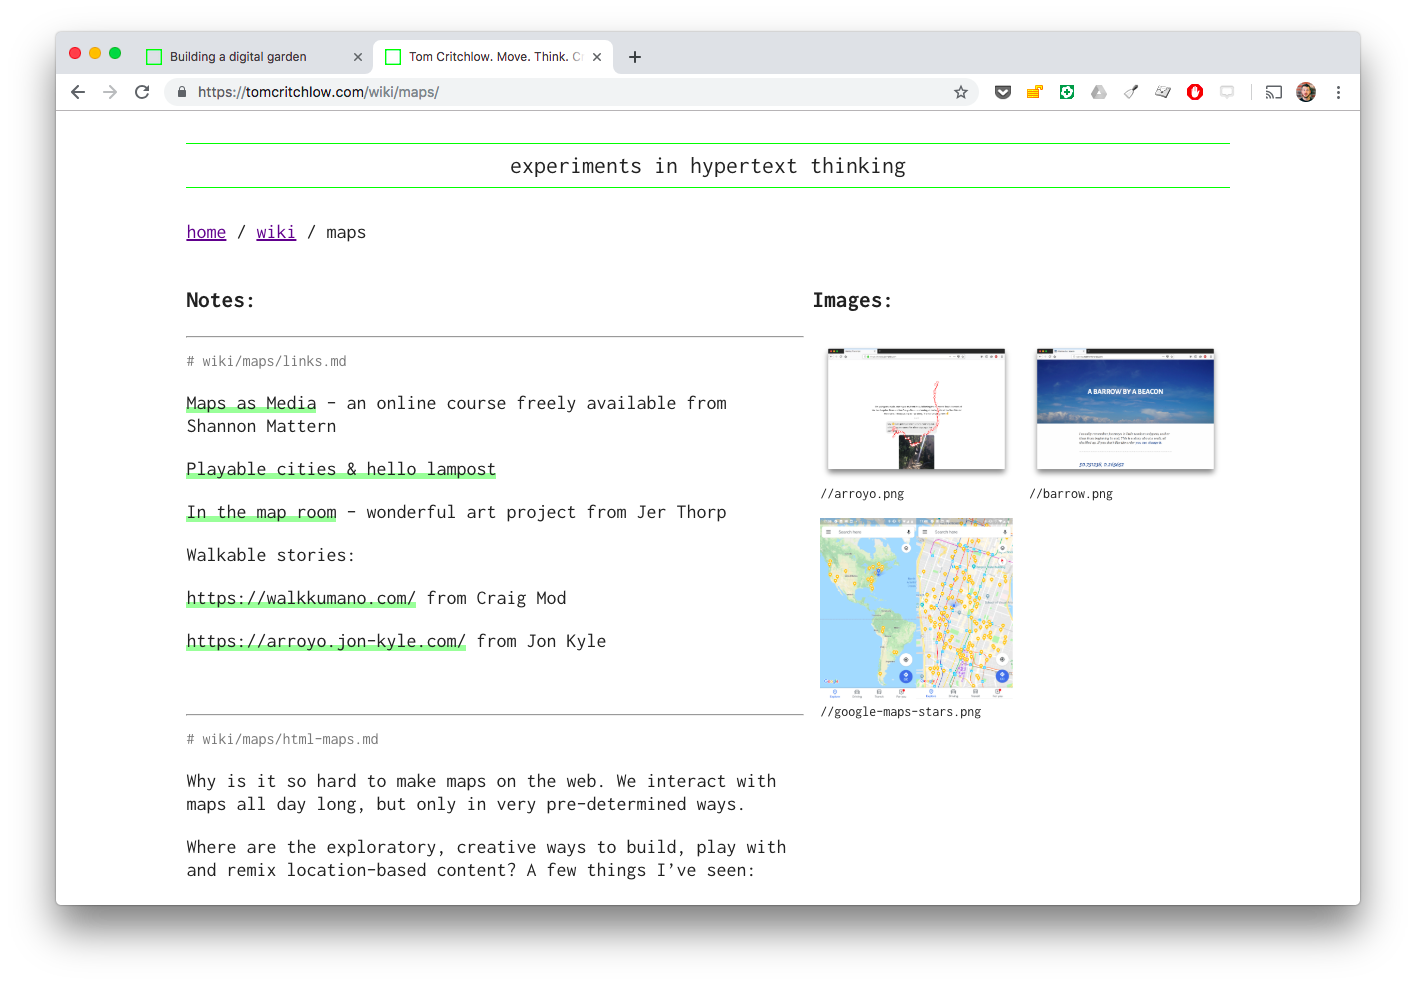 Building a digital garden
Tom Critchlow. Move. Think. C
https://tomcritchlow.com/wiki/maps/
experiments in hypertext thinking
home / wiki / maps
Notes:
# wiki/maps/links.md
Maps as Media – an online course freely available from
Shannon Mattern
Playable cities & hello lampost
In the map room – wonderful art project from Jer Thorp
Walkable stories:
https://walkkumano.com/ from Craig Mod
https://arroyo.jon-kyle.com/ from Jon Kyle
# wiki/maps/html-maps.md
Why is it so hard to make maps on the web. We interact with
maps all day long, but only in very pre-determined ways.
Where are the exploratory, creative ways to build, play with
and remix location-based content? A few things I’ve seen:
Images:
A BARROW BY A BEACON
//arroyo.png
//barrow.png
Search here
Search here
Google
//google-maps-stars.png